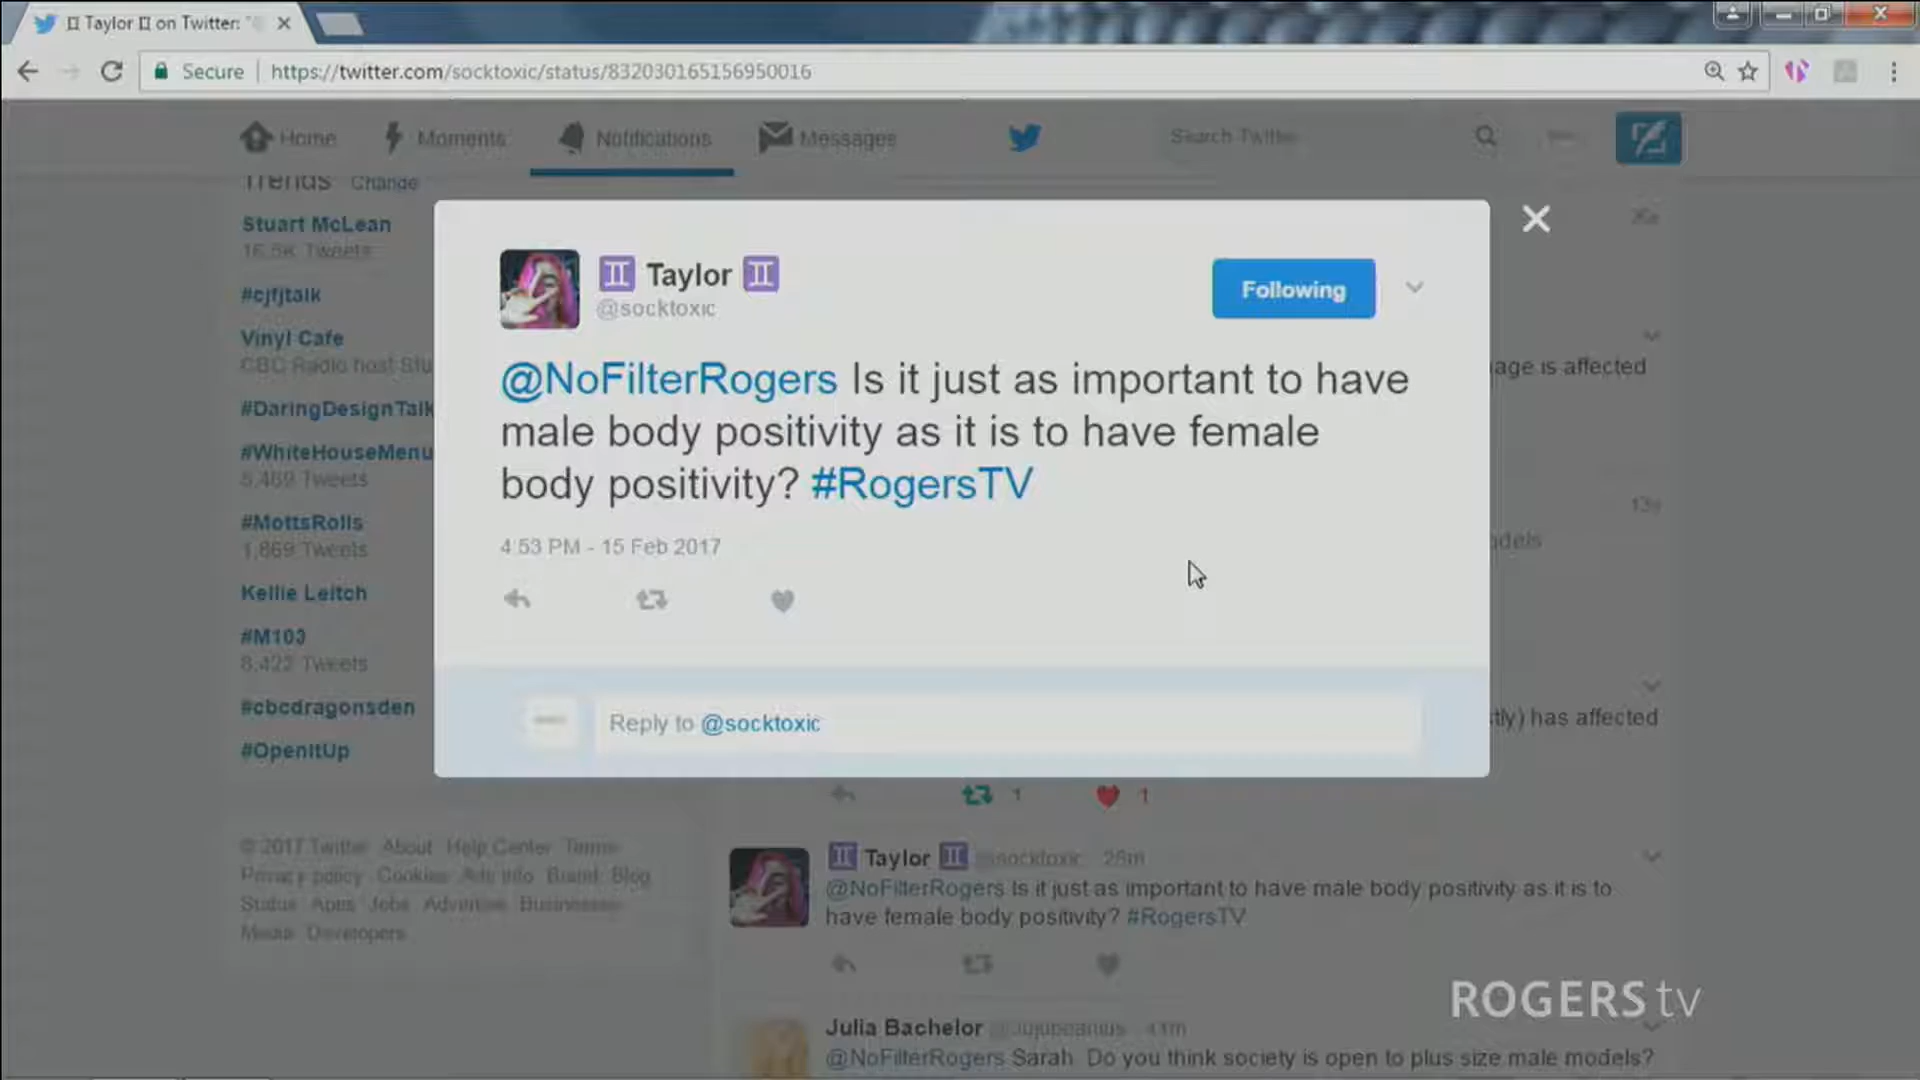 Taylor on Twitter: "
Secure https://twitter.com/socktoxic/status/832030165156950016
Home Moments Notifications Messages Search Twitter
Trends Change
Stuart McLean
16.5K Tweets
#cjfjtalk
Vinyl Cafe
CBC Radio host Stu
#DaringDesignTalk
#WhiteHouseMenu
5,469 Tweets
#MottsRolls
1,869 Tweets
Kellie Leitch
#M103
8,422 Tweets
#cbcdragonsden
#OpenItUp
© 2017 Twitter About Help Center Terms
Privacy policy Cookies Ads info Brand Blog
Status Apps Jobs Advertise Businesses
Media Developers
Taylor
@socktoxic
Following
@NoFilterRogers Is it just as important to have
male body positivity as it is to have female
body positivity? #RogersTV
4:53 PM - 15 Feb 2017
Reply to @socktoxic
age is affected
13s
dels
tly) has affected
1 1
Taylor @socktoxic 25m
@NoFilterRogers Is it just as important to have male body positivity as it is to
have female body positivity? #RogersTV
Julia Bachelor
@NoFilterRogers Sarah Do you think society is open to plus size male models?
ROGERS tv